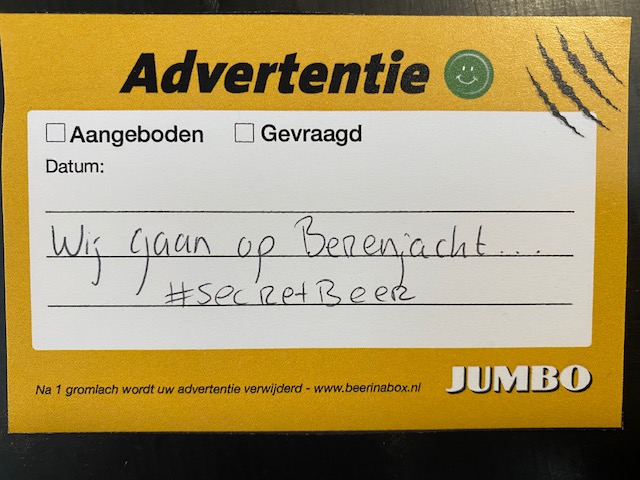 Advertentie
Aangeboden Gevraagd
Datum:
Wij gaan op Berenjacht....
#SecretBeer
Na 1 gromlach wordt uw advertentie verwijderd - www.beerinabox.nl
JUMBO